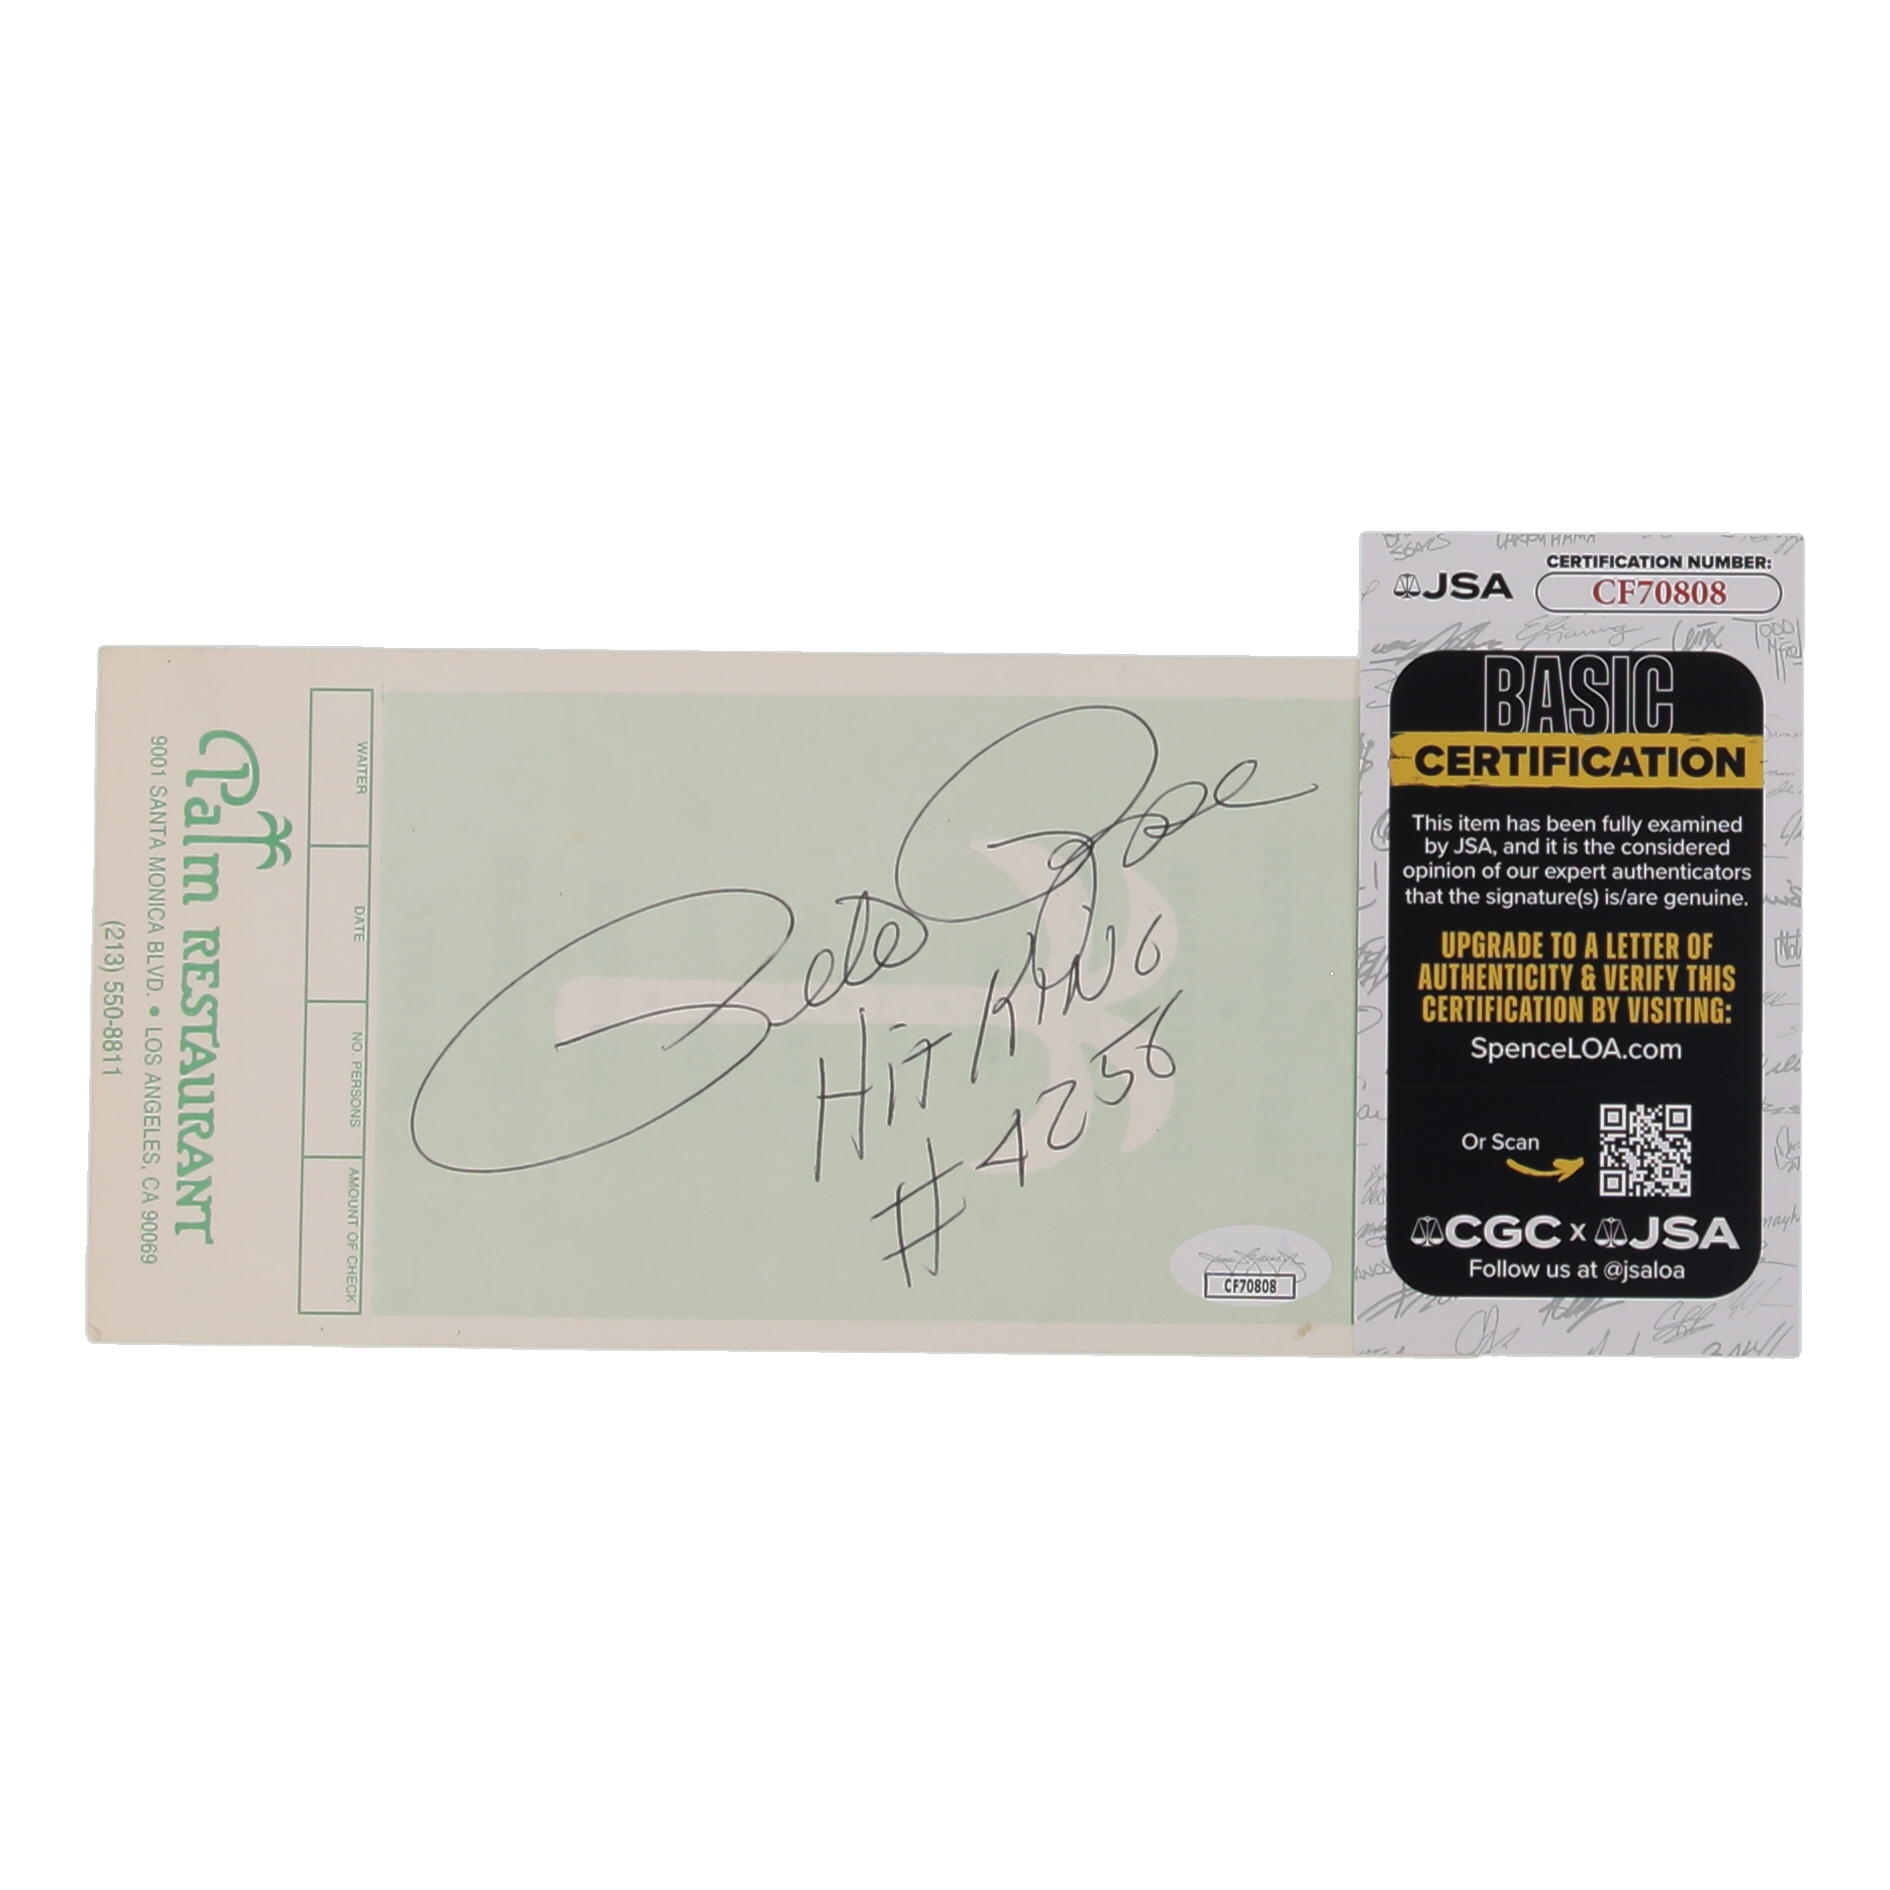 Palm RESTAURANT
9001 SANTA MONICA BLVD. • LOS ANGELES, CA 90069
(213) 550-8811
WAITER
DATE
NO. PERSONS
AMOUNT OF CHECK
Pete Rose
HiT KiNG
# 4256
CF70808
JSA
CERTIFICATION NUMBER:
CF70808
BASIC
CERTIFICATION
This item has been fully examined
by JSA, and it is the considered
opinion of our expert authenticators
that the signature(s) is/are genuine.
UPGRADE TO A LETTER OF
AUTHENTICITY & VERIFY THIS
CERTIFICATION BY VISITING:
SpenceLOA.com
Or Scan
CGC x JSA
Follow us at @jsaloa